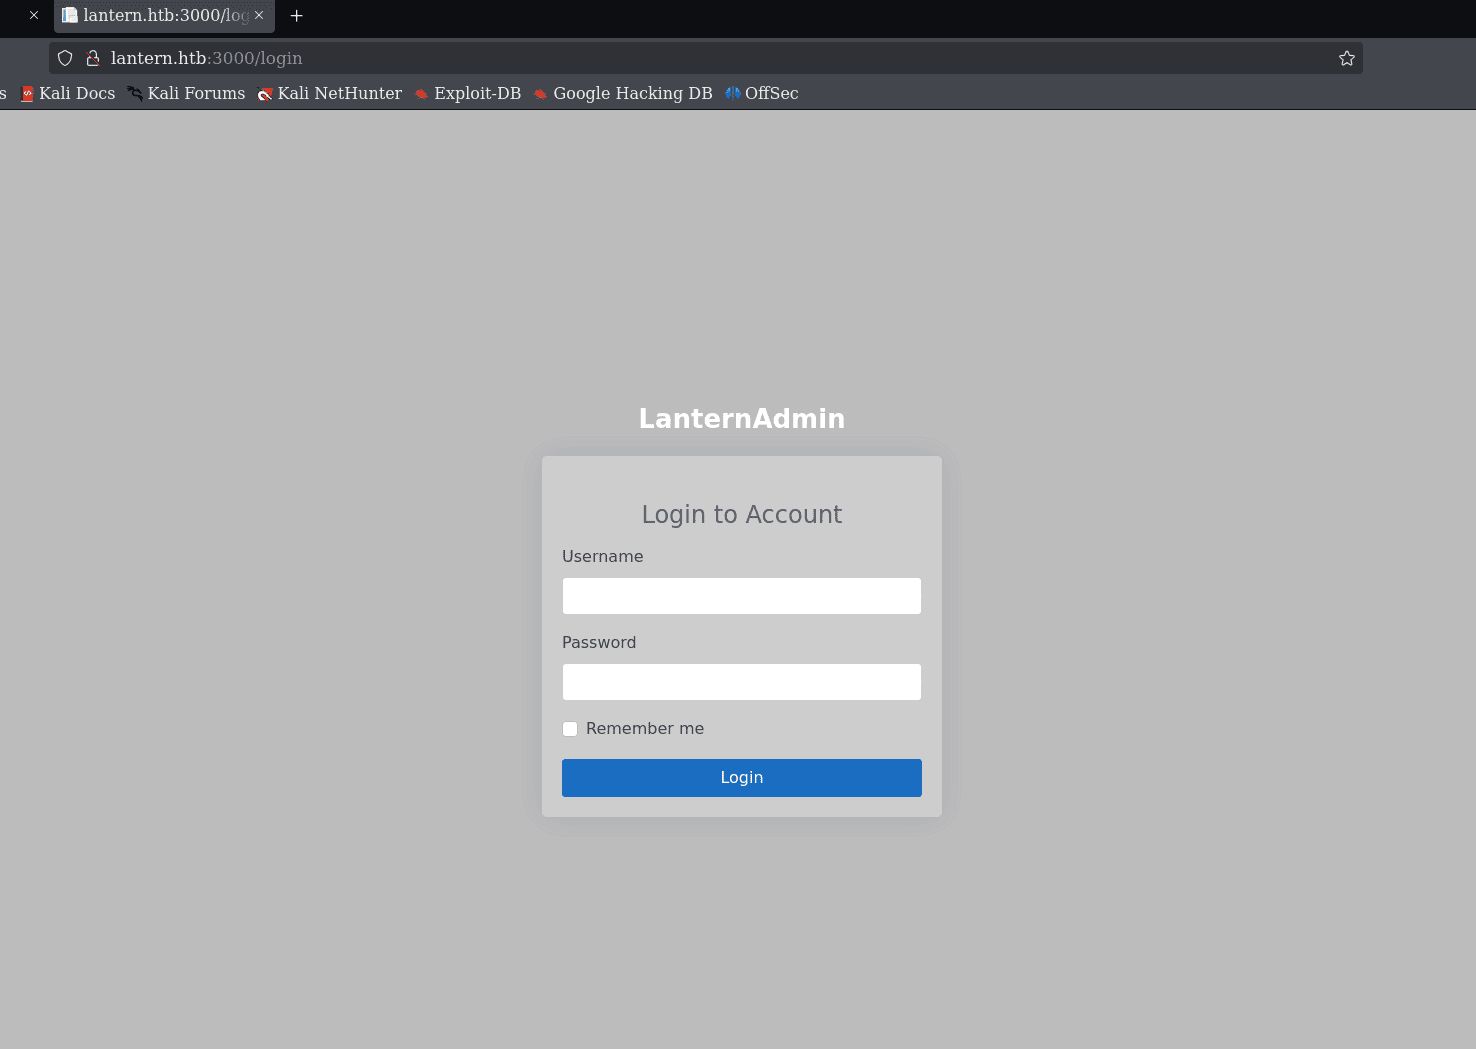 lantern.htb:3000/log
lantern.htb:3000/login
s Kali Docs Kali Forums Kali NetHunter Exploit-DB Google Hacking DB OffSec
LanternAdmin
Login to Account
Username
Password
Remember me
Login